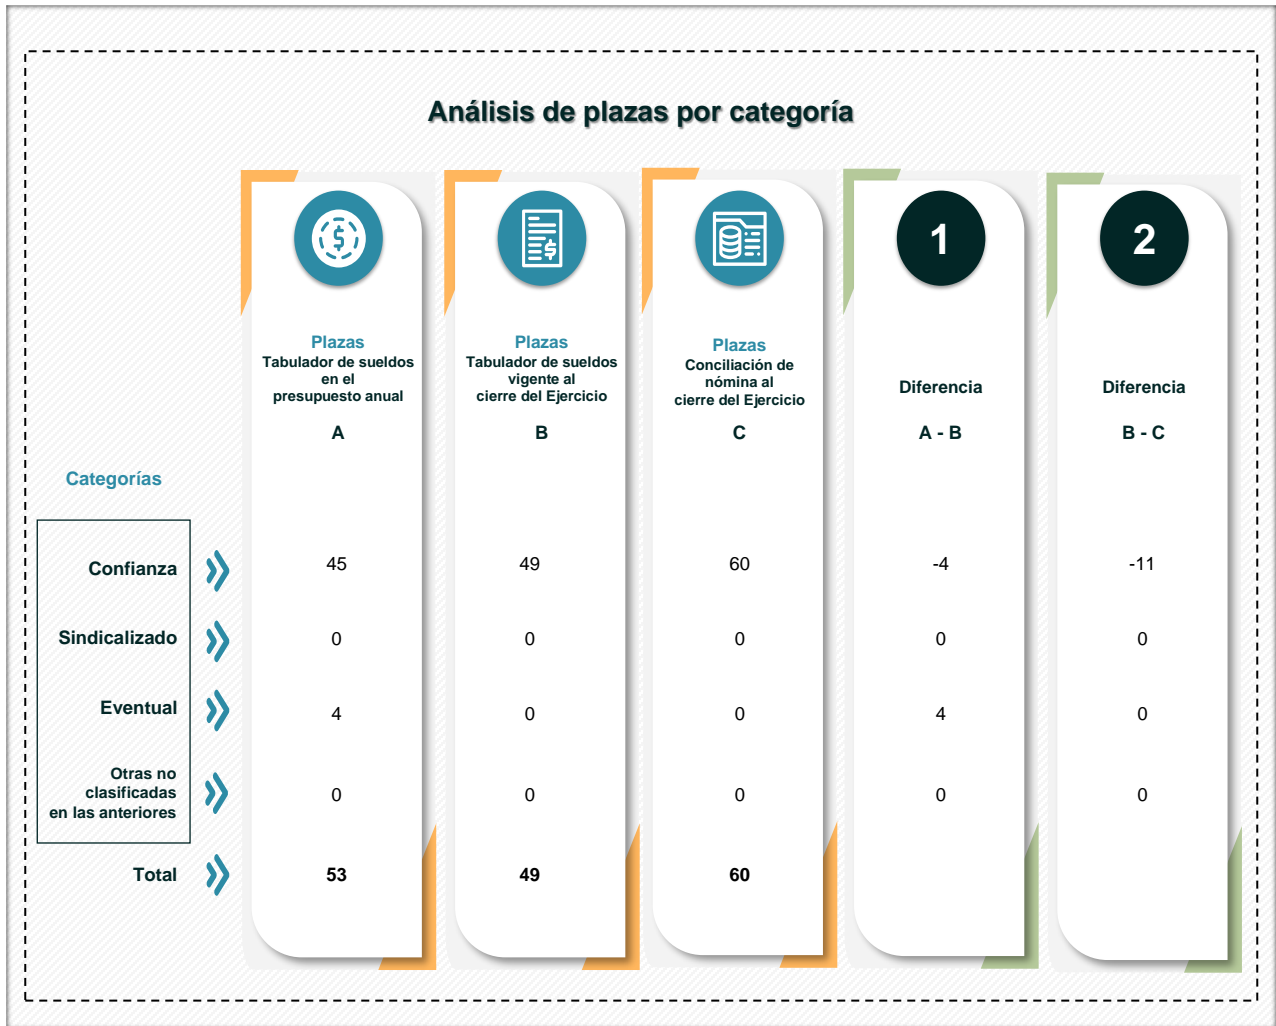 Análisis de plazas por categoría
Plazas
Tabulador de sueldos
en el
presupuesto anual
A
Plazas
Tabulador de sueldos
vigente al
cierre del Ejercicio
B
Plazas
Conciliación de
nómina al
cierre del Ejercicio
C
1
Diferencia
A - B
2
Diferencia
B - C
Categorías
Confianza 45 49 60 -4 -11
Sindicalizado 0 0 0 0 0
Eventual 4 0 0 4 0
Otras no
clasificadas
en las anteriores 0 0 0 0 0
Total 53 49 60